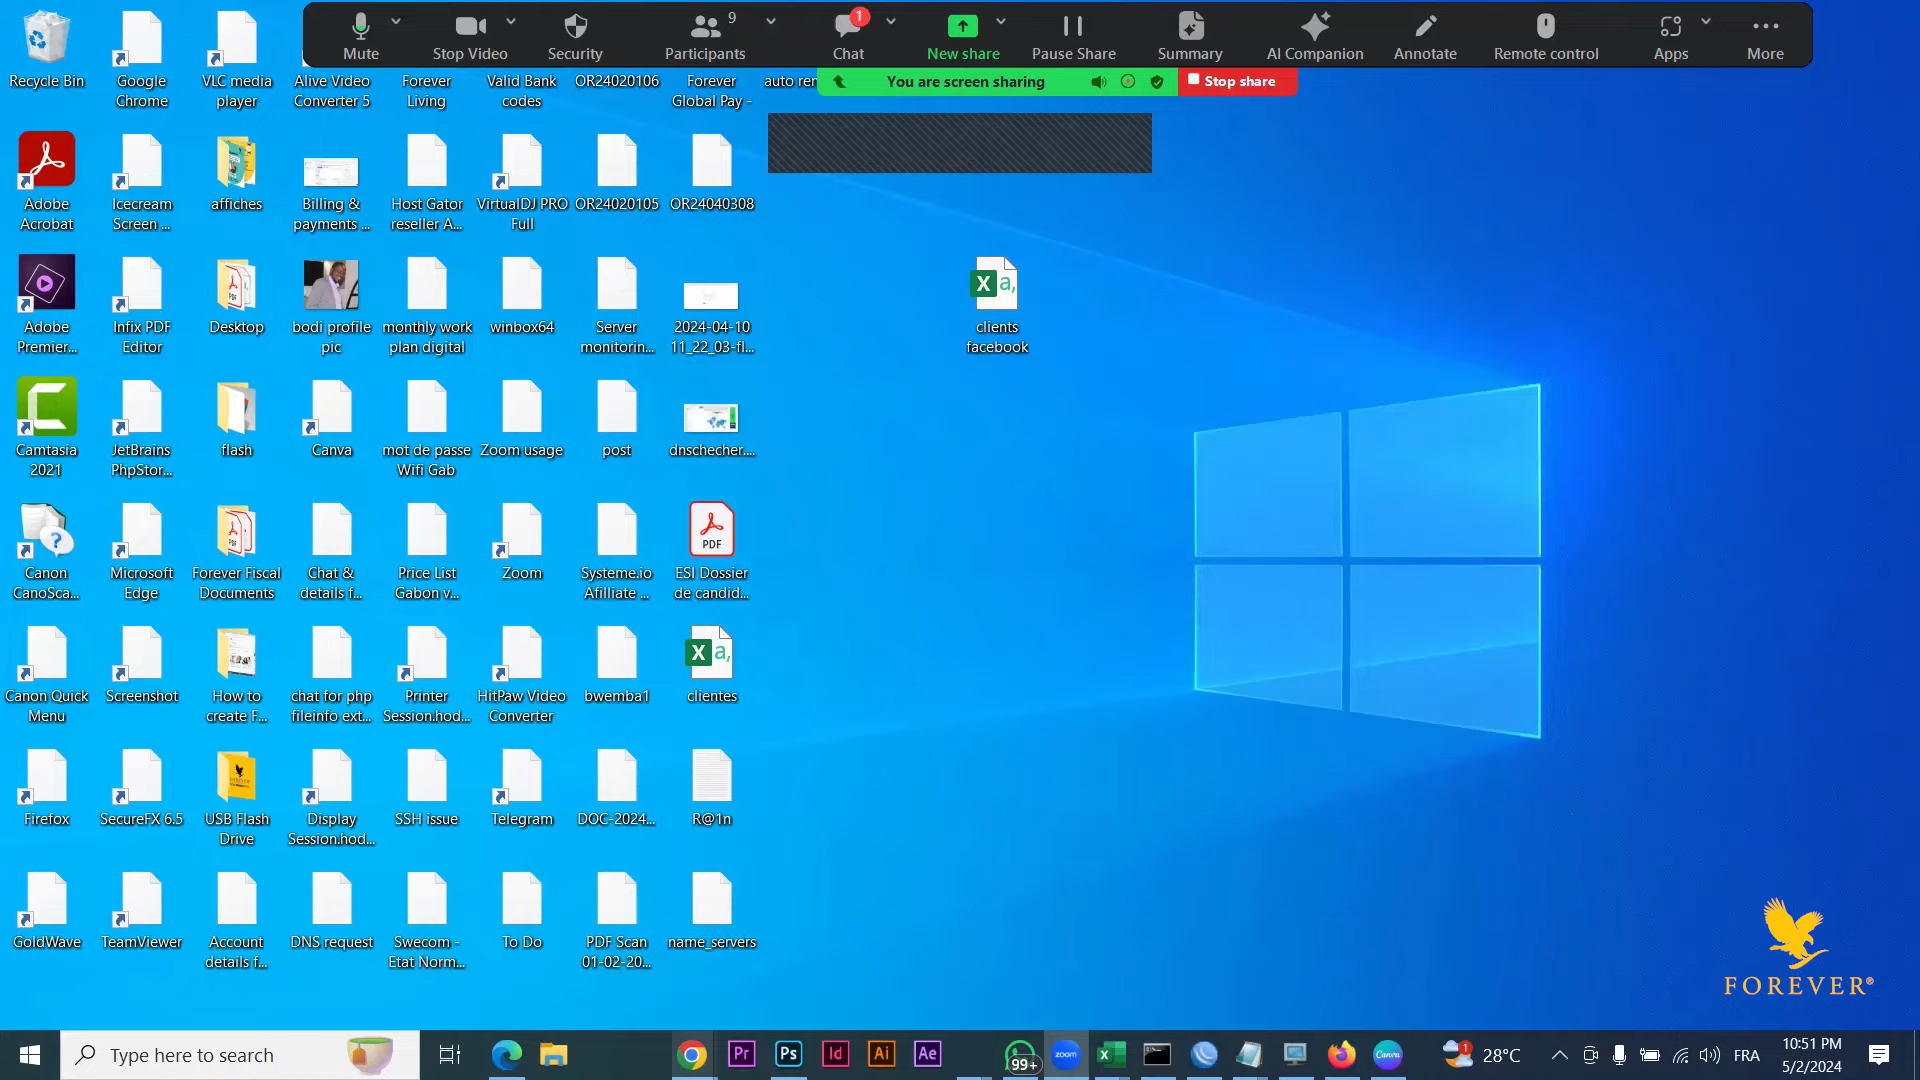 Mute
Stop Video
Security
Participants
9
Chat
1
New share
Pause Share
Summary
AI Companion
Annotate
Remote control
Apps
More
You are screen sharing
Stop share
Recycle Bin
Google
Chrome
VLC media
player
Alive Video
Converter 5
Forever
Living
Valid Bank
codes
OR24020106
Forever
Global Pay -
auto ren
Adobe
Acrobat
Icecream
Screen ...
affiches
Billing &
payments ...
Host Gator
reseller A...
VirtualDJ PRO
Full
OR24020105
OR24040308
Adobe
Premier...
Infix PDF
Editor
Desktop
bodi profile
pic
monthly work
plan digital
winbox64
Server
monitorin...
2024-04-10
11_22_03-fl...
clients
facebook
Camtasia
2021
JetBrains
PhpStor...
flash
Canva
mot de passe
Wifi Gab
Zoom usage
post
dnschecher....
Canon
CanoSca...
Microsoft
Edge
Forever Fiscal
Documents
Chat &
details f...
Price List
Gabon v...
Zoom
Systeme.io
Afilliate ...
PDF
ESI Dossier
de candid...
Canon Quick
Menu
Screenshot
How to
create F...
chat for php
fileinfo ext...
Printer
Session.hod...
HitPaw Video
Converter
bwemba1
clientes
Firefox
SecureFX 6.5
USB Flash
Drive
Display
Session.hod...
SSH issue
Telegram
DOC-2024...
R@1n
GoldWave
TeamViewer
Account
details f...
DNS request
Swecom -
Etat Norm...
To Do
PDF Scan
01-02-20...
name_servers
FOREVER®
Type here to search
Pr
Ps
Id
Ai
Ae
99+
zoom
Canva
1
28°C
FRA
10:51 PM
5/2/2024